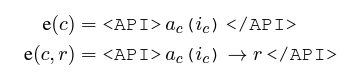 e(c) = <API> a_c (i_c) </API>
e(c, r) = <API> a_c (i_c) → r </API>